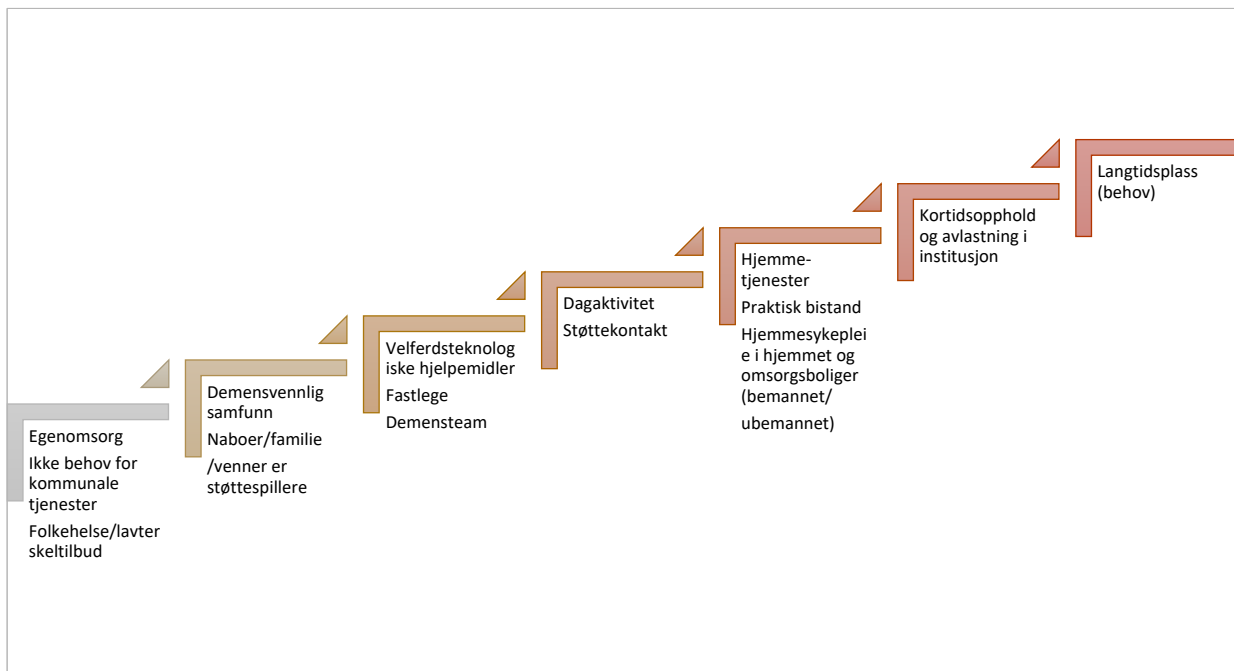 Egenomsorg
Ikke behov for
kommunale
tjenester
Folkehelse/lavter
skeltilbud
Demensvennlig
samfunn
Naboer/familie
/venner er
støttespillere
Velferdsteknolog
iske hjelpemidler
Fastlege
Demensteam
Dagaktivitet
Støttekontakt
Hjemme-
tjenester
Praktisk bistand
Hjemmesykeplei
e i hjemmet og
omsorgsboliger
(bemannet/
ubemannet)
Kortidsopphold
og avlastning i
institusjon
Langtidsplass
(behov)